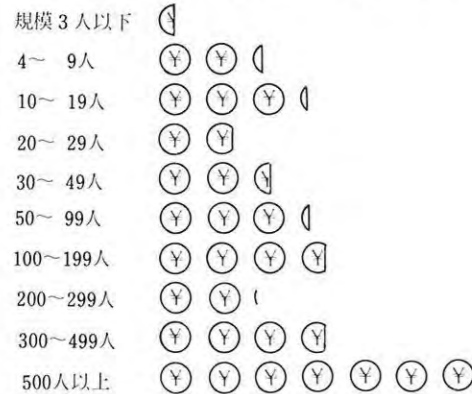 規模3人以下 ¥
4～ 9人 ¥ ¥
10～ 19人 ¥ ¥ ¥
20～ 29人 ¥ ¥
30～ 49人 ¥ ¥ ¥
50～ 99人 ¥ ¥ ¥
100～199人 ¥ ¥ ¥ ¥
200～299人 ¥ ¥
300～499人 ¥ ¥ ¥ ¥
500人以上 ¥ ¥ ¥ ¥ ¥ ¥ ¥